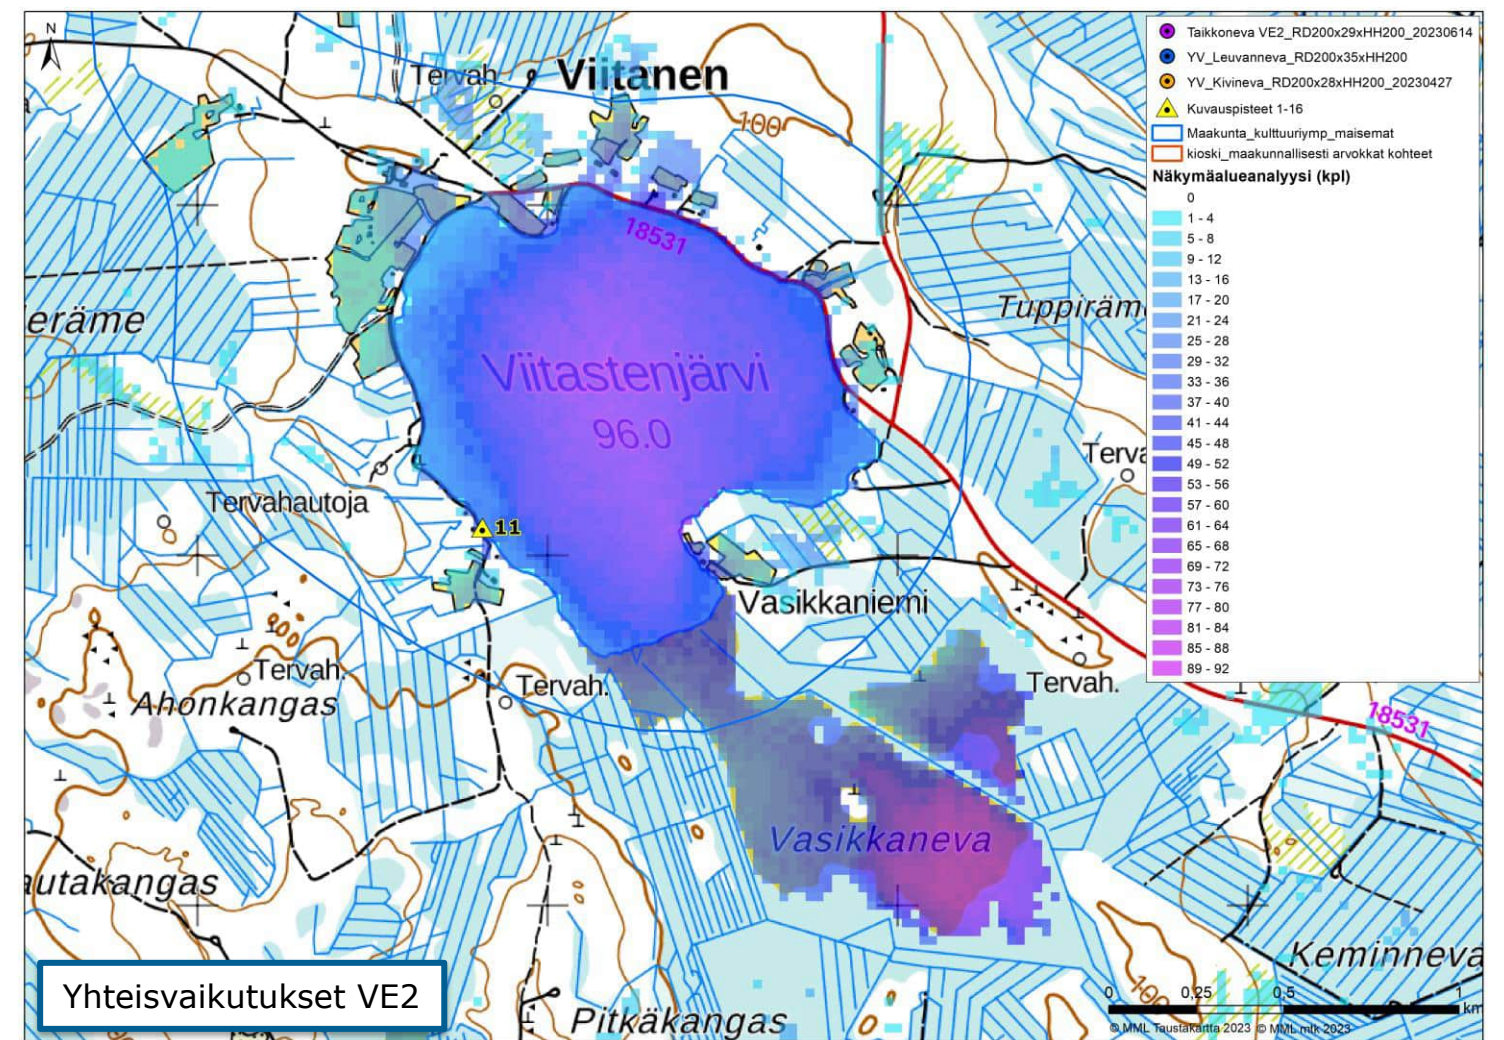 N
Tervah.
Viitanen
100
18531
Tuppiräm
eräme
Viitastenjärvi
96.0
Terva
Tervahautoja
11
Vasikkaniemi
Tervah.
Tervah.
Tervah.
Ahonkangas
18531
Vasikkaneva
autakangas
Keminneva
100
Pitkäkangas
Yhteisvaikutukset VE2
Taikkoneva VE2_RD200x29xHH200_20230614
YV_Leuvanneva_RD200x35xHH200
YV_Kivineva_RD200x28xHH200_20230427
Kuvauspisteet 1-16
Maakunta_kulttuuriymp_maisemat
kioski_maakunnallisesti arvokkat kohteet
Näkymäalueanalyysi (kpl)
0
1 - 4
5 - 8
9 - 12
13 - 16
17 - 20
21 - 24
25 - 28
29 - 32
33 - 36
37 - 40
41 - 44
45 - 48
49 - 52
53 - 56
57 - 60
61 - 64
65 - 68
69 - 72
73 - 76
77 - 80
81 - 84
85 - 88
89 - 92
0 0,25 0,5 1
km
© MML Taustakartta 2023 © MML mtk 2023